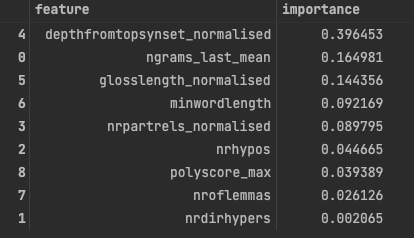 feature importance
4 depthfromtopsynset_normalised 0.396453
0 ngrams_last_mean 0.164981
5 glosslength_normalised 0.144356
6 minwordlength 0.092169
3 nrpartrels_normalised 0.089795
2 nrhypos 0.044665
8 polyscore_max 0.039389
7 nroflemmas 0.026126
1 nrdirhypers 0.002065